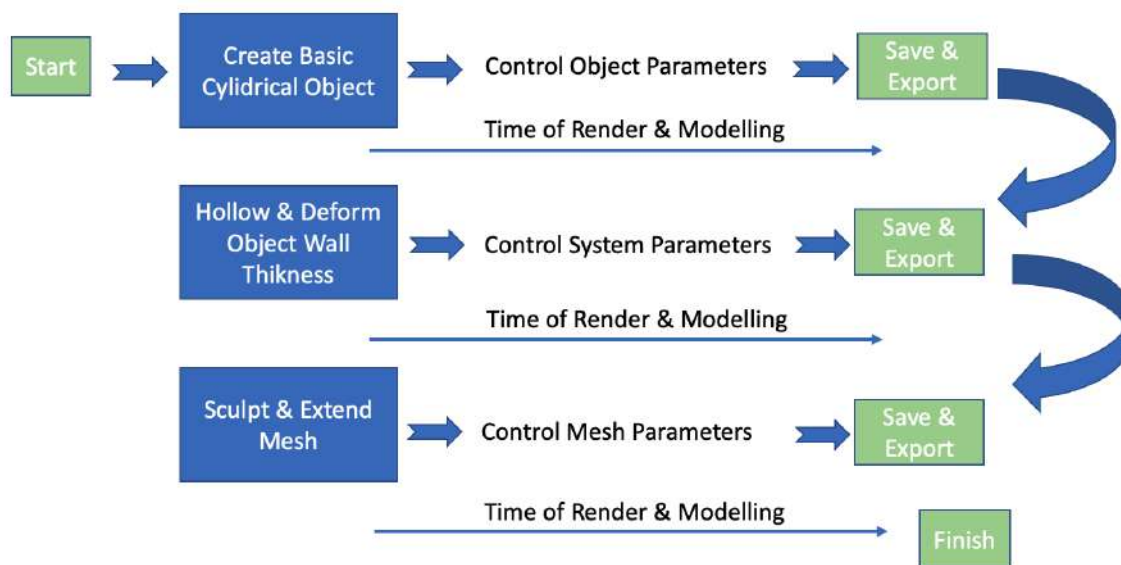 Start
Create Basic
Cylidrical Object
Control Object Parameters
Save &
Export
Time of Render & Modelling
Hollow & Deform
Object Wall
Thikness
Control System Parameters
Save &
Export
Time of Render & Modelling
Sculpt & Extend
Mesh
Control Mesh Parameters
Save &
Export
Time of Render & Modelling
Finish